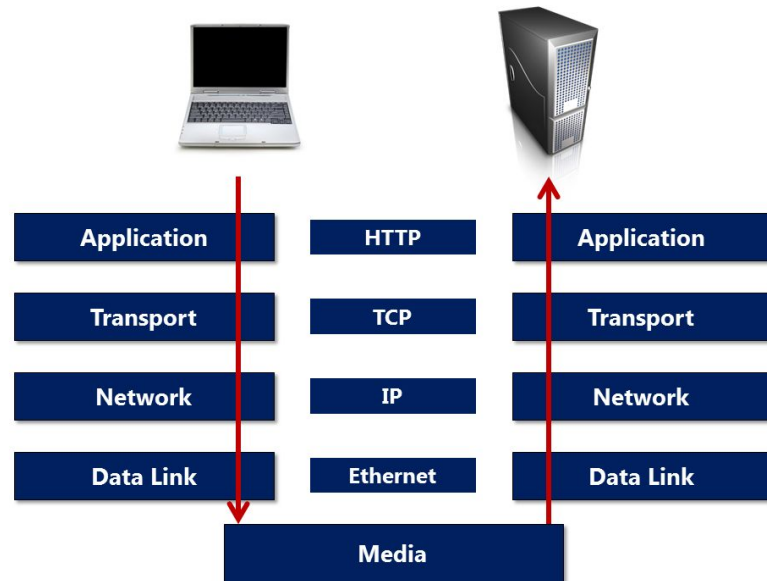 Application
HTTP
Application
Transport
TCP
Transport
Network
IP
Network
Data Link
Ethernet
Data Link
Media